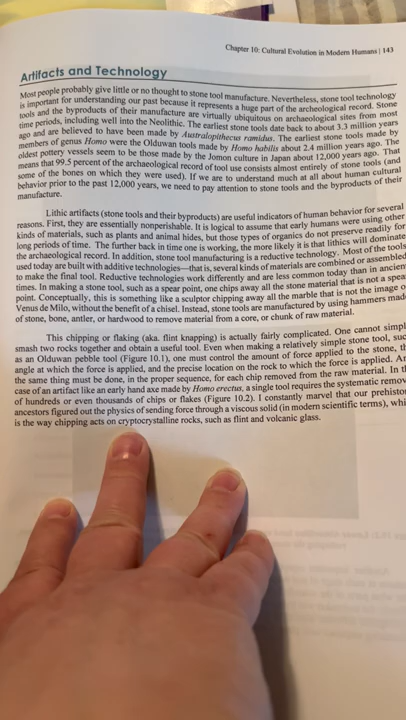 Chapter 10: Cultural Evolution in Modern Humans | 143
Artifacts and Technology
Most people probably give little or no thought to stone tool manufacture. Nevertheless, stone tool technology
is important for understanding our past because it represents a huge part of the archeological record. Stone
tools and the byproducts of their manufacture are virtually ubiquitous on archaeological sites from most
time periods, including well into the Neolithic. The earliest stone tools date back to about 3.3 million years
ago and are believed to have been made by Australopithecus ramidus. The earliest stone tools made by
members of genus Homo were the Olduwan tools made by Homo habilis about 2.4 million years ago. The
oldest pottery vessels seem to be those made by the Jomon culture in Japan about 12,000 years ago. That
means that 99.5 percent of the archaeological record of tool use consists almost entirely of stone tools (and
some of the bones on which they were used). If we are to understand much at all about human cultural
behavior prior to the past 12,000 years, we need to pay attention to stone tools and the byproducts of their
manufacture.
Lithic artifacts (stone tools and their byproducts) are useful indicators of human behavior for several
reasons. First, they are essentially nonperishable. It is logical to assume that early humans were using other
kinds of materials, such as plants and animal hides, but those types of organics do not preserve readily for
long periods of time. The further back in time one is working, the more likely it is that lithics will dominate
the archaeological record. In addition, stone tool manufacturing is a reductive technology. Most of the tools
used today are built with additive technologies—that is, several kinds of materials are combined or assembled
to make the final tool. Reductive technologies work differently and are less common today than in ancient
times. In making a stone tool, such as a spear point, one chips away all the stone material that is not a spea
point. Conceptually, this is something like a sculptor chipping away all the marble that is not the image o
Venus de Milo, without the benefit of a chisel. Instead, stone tools are manufactured by using hammers mad
of stone, bone, antler, or hardwood to remove material from a core, or chunk of raw material.
This chipping or flaking (aka. flint knapping) is actually fairly complicated. One cannot simpl
smash two rocks together and obtain a useful tool. Even when making a relatively simple stone tool, suc
as an Olduwan pebble tool (Figure 10.1), one must control the amount of force applied to the stone, th
angle at which the force is applied, and the precise location on the rock to which the force is applied. Ar
the same thing must be done, in the proper sequence, for each chip removed from the raw material. In th
case of an artifact like an early hand axe made by Homo erectus, a single tool requires the systematic remov
of hundreds or even thousands of chips or flakes (Figure 10.2). I constantly marvel that our prehistor
ancestors figured out the physics of sending force through a viscous solid (in modern scientific terms), whi
is the way chipping acts on cryptocrystalline rocks, such as flint and volcanic glass.